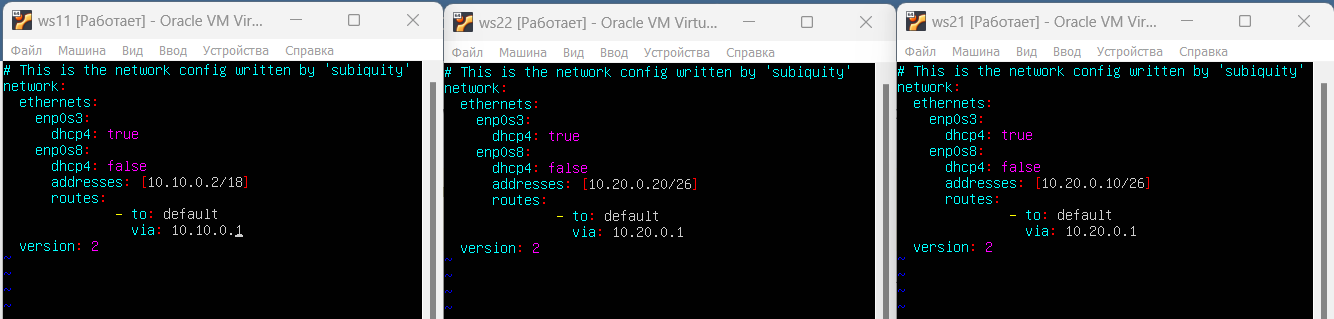 ws11 [Работает] - Oracle VM Vir...
Файл Машина Вид Ввод Устройства Справка
# This is the network config written by 'subiquity'
network:
  ethernets:
    enp0s3:
      dhcp4: true
    enp0s8:
      dhcp4: false
      addresses: [10.10.0.2/18]
      routes:
              - to: default
                via: 10.10.0.1
  version: 2
~
~
~
~
ws22 [Работает] - Oracle VM Virtu...
Файл Машина Вид Ввод Устройства Справка
# This is the network config written by 'subiquity'
network:
  ethernets:
    enp0s3:
      dhcp4: true
    enp0s8:
      dhcp4: false
      addresses: [10.20.0.20/26]
      routes:
              - to: default
                via: 10.20.0.1
  version: 2
~
~
~
~
ws21 [Работает] - Oracle VM Vir...
Файл Машина Вид Ввод Устройства Справка
# This is the network config written by 'subiquity'
network:
  ethernets:
    enp0s3:
      dhcp4: true
    enp0s8:
      dhcp4: false
      addresses: [10.20.0.10/26]
      routes:
              - to: default
                via: 10.20.0.1
  version: 2
~
~
~
~